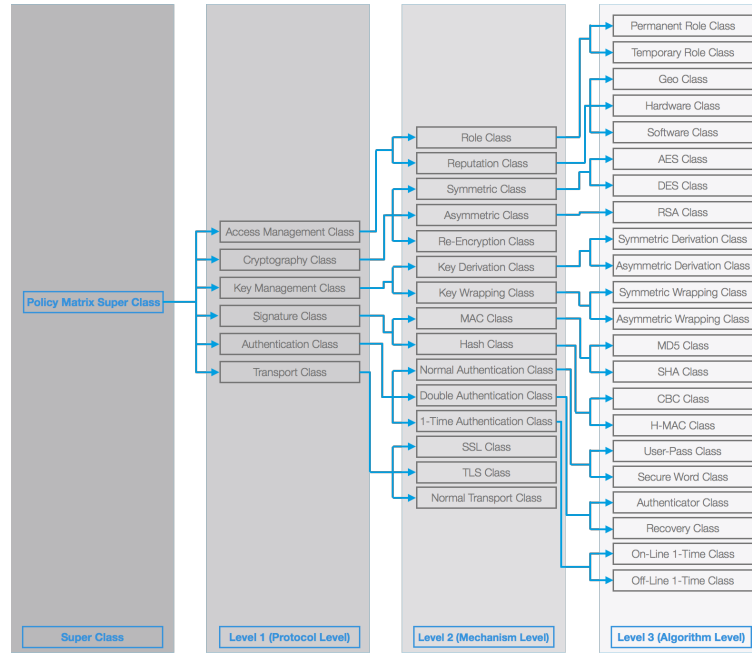 Policy Matrix Super Class
Super Class
Access Management Class
Cryptography Class
Key Management Class
Signature Class
Authentication Class
Transport Class
Level 1 (Protocol Level)
Role Class
Reputation Class
Symmetric Class
Asymmetric Class
Re-Encryption Class
Key Derivation Class
Key Wrapping Class
MAC Class
Hash Class
Normal Authentication Class
Double Authentication Class
1-Time Authentication Class
SSL Class
TLS Class
Normal Transport Class
Level 2 (Mechanism Level)
Permanent Role Class
Temporary Role Class
Geo Class
Hardware Class
Software Class
AES Class
DES Class
RSA Class
Symmetric Derivation Class
Asymmetric Derivation Class
Symmetric Wrapping Class
Asymmetric Wrapping Class
MD5 Class
SHA Class
CBC Class
H-MAC Class
User-Pass Class
Secure Word Class
Authenticator Class
Recovery Class
On-Line 1-Time Class
Off-Line 1-Time Class
Level 3 (Algorithm Level)